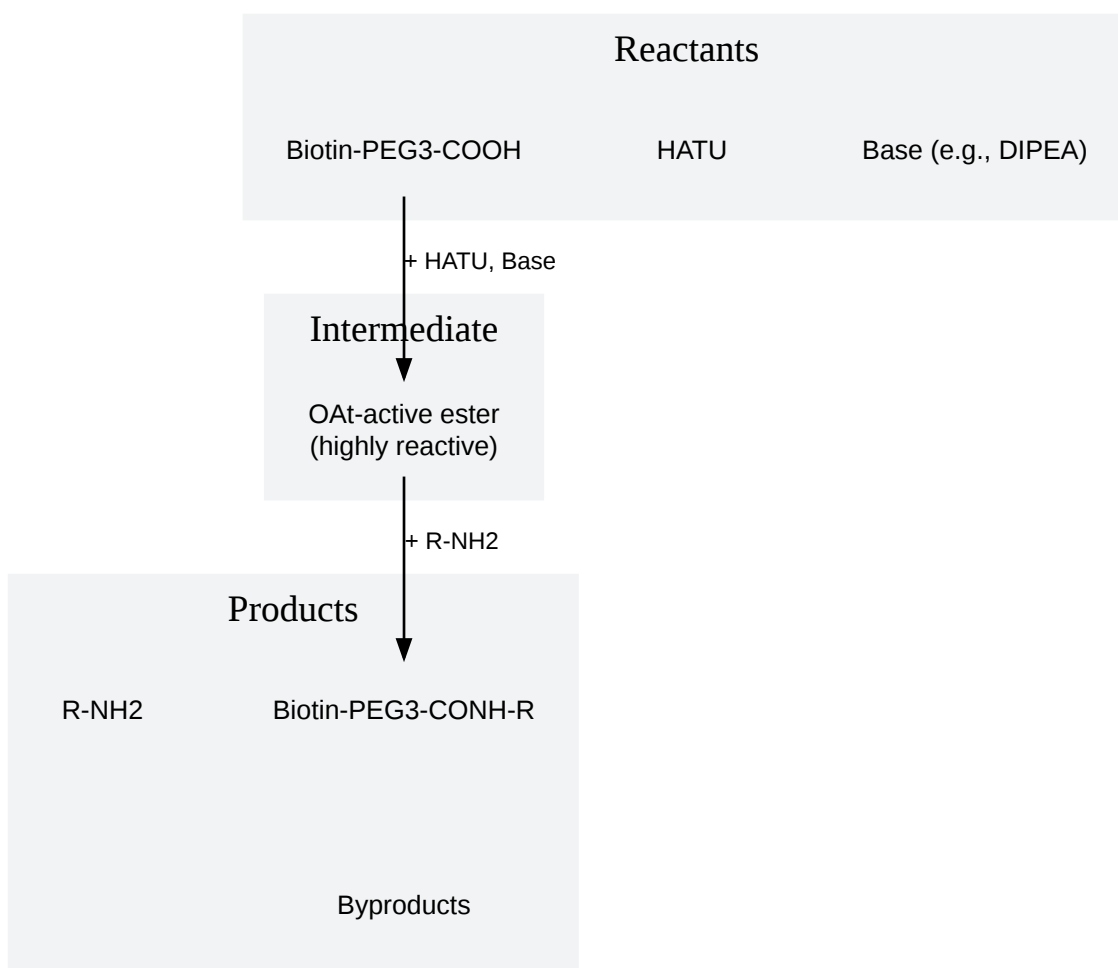 Reactants
Biotin-PEG3-COOH
HATU
Base (e.g., DIPEA)
+ HATU, Base
Intermediate
OAt-active ester
(highly reactive)
+ R-NH2
Products
R-NH2
Biotin-PEG3-CONH-R
Byproducts